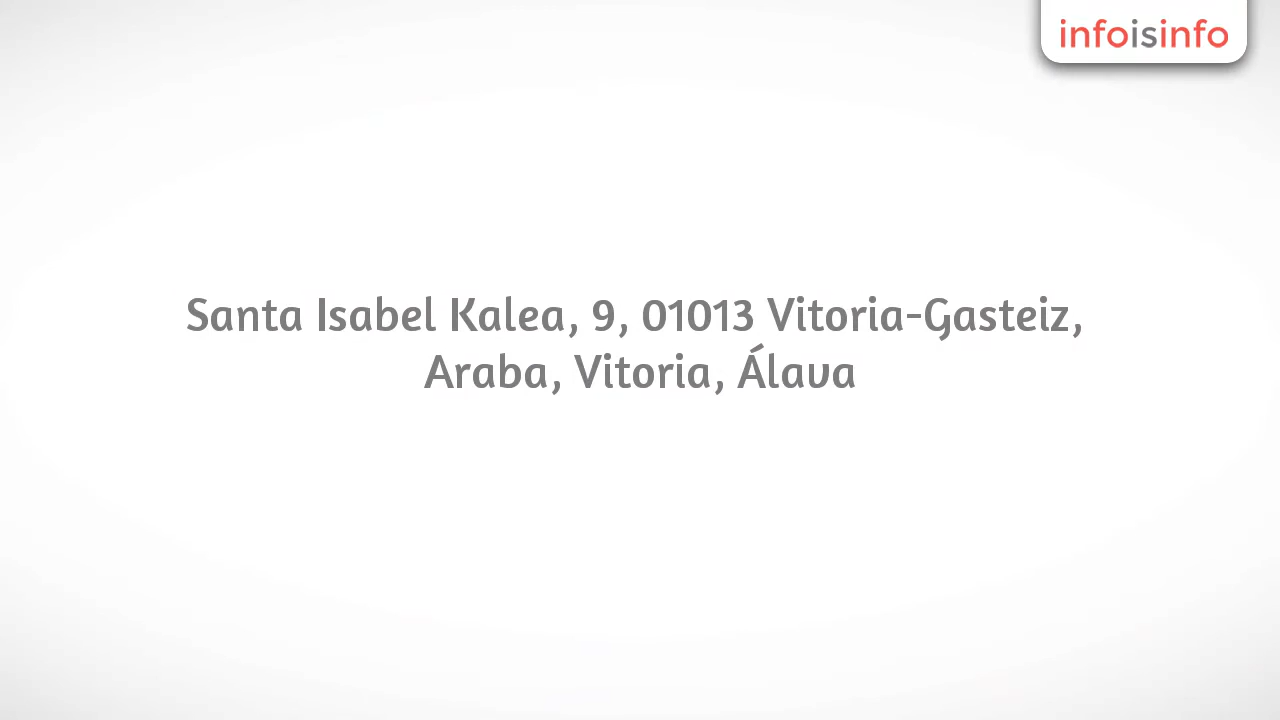 infoisinfo
Santa Isabel Kalea, 9, 01013 Vitoria-Gasteiz,
Araba, Vitoria, Álava